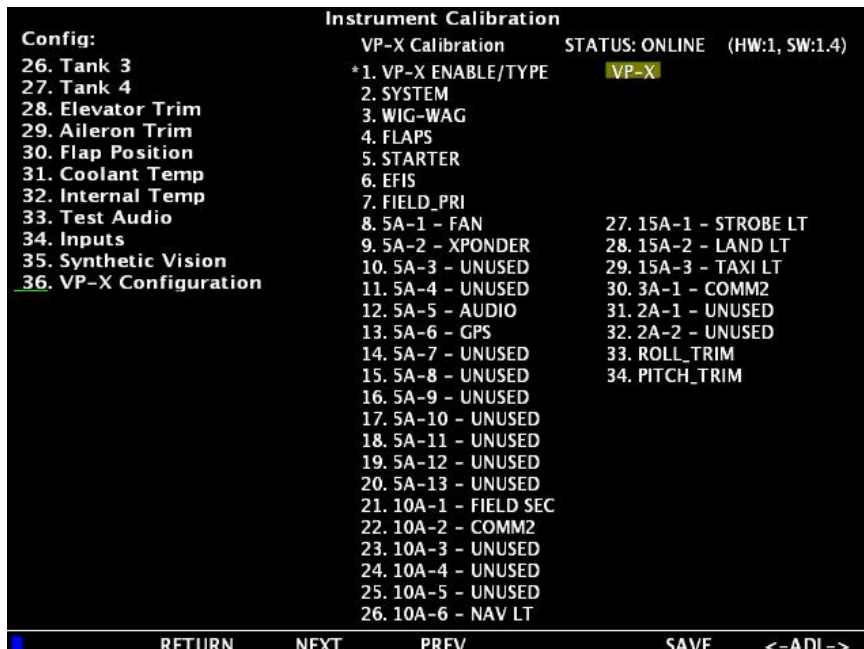 Instrument Calibration
Config:
26. Tank 3
27. Tank 4
28. Elevator Trim
29. Aileron Trim
30. Flap Position
31. Coolant Temp
32. Internal Temp
33. Test Audio
34. Inputs
35. Synthetic Vision
36. VP-X Configuration
VP-X Calibration STATUS: ONLINE (HW:1, SW:1.4)
*1. VP-X ENABLE/TYPE VP-X
2. SYSTEM
3. WIG-WAG
4. FLAPS
5. STARTER
6. EFIS
7. FIELD_PRI
8. 5A-1 - FAN
9. 5A-2 - XPONDER
10. 5A-3 - UNUSED
11. 5A-4 - UNUSED
12. 5A-5 - AUDIO
13. 5A-6 - GPS
14. 5A-7 - UNUSED
15. 5A-8 - UNUSED
16. 5A-9 - UNUSED
17. 5A-10 - UNUSED
18. 5A-11 - UNUSED
19. 5A-12 - UNUSED
20. 5A-13 - UNUSED
21. 10A-1 - FIELD SEC
22. 10A-2 - COMM2
23. 10A-3 - UNUSED
24. 10A-4 - UNUSED
25. 10A-5 - UNUSED
26. 10A-6 - NAV LT
27. 15A-1 - STROBE LT
28. 15A-2 - LAND LT
29. 15A-3 - TAXI LT
30. 3A-1 - COMM2
31. 2A-1 - UNUSED
32. 2A-2 - UNUSED
33. ROLL_TRIM
34. PITCH_TRIM
RETURN NEXT PREV SAVE <-ADJ->